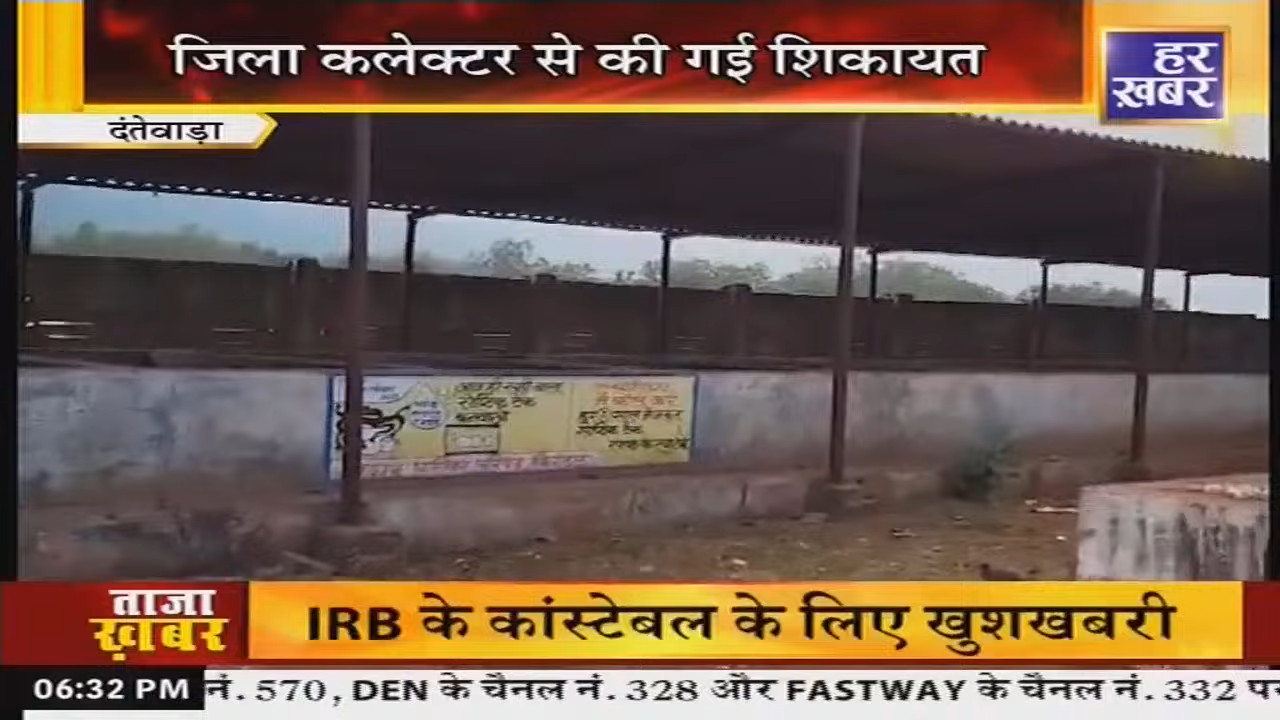 जिला कलेक्टर से की गई शिकायत
हर
ख़बर
दंतेवाड़ा
ताजा
ख़बर
IRB के कांस्टेबल के लिए खुशखबरी
06:32 PM
नं. 570, DEN के चैनल नं. 328 और FASTWAY के चैनल नं. 332 पर